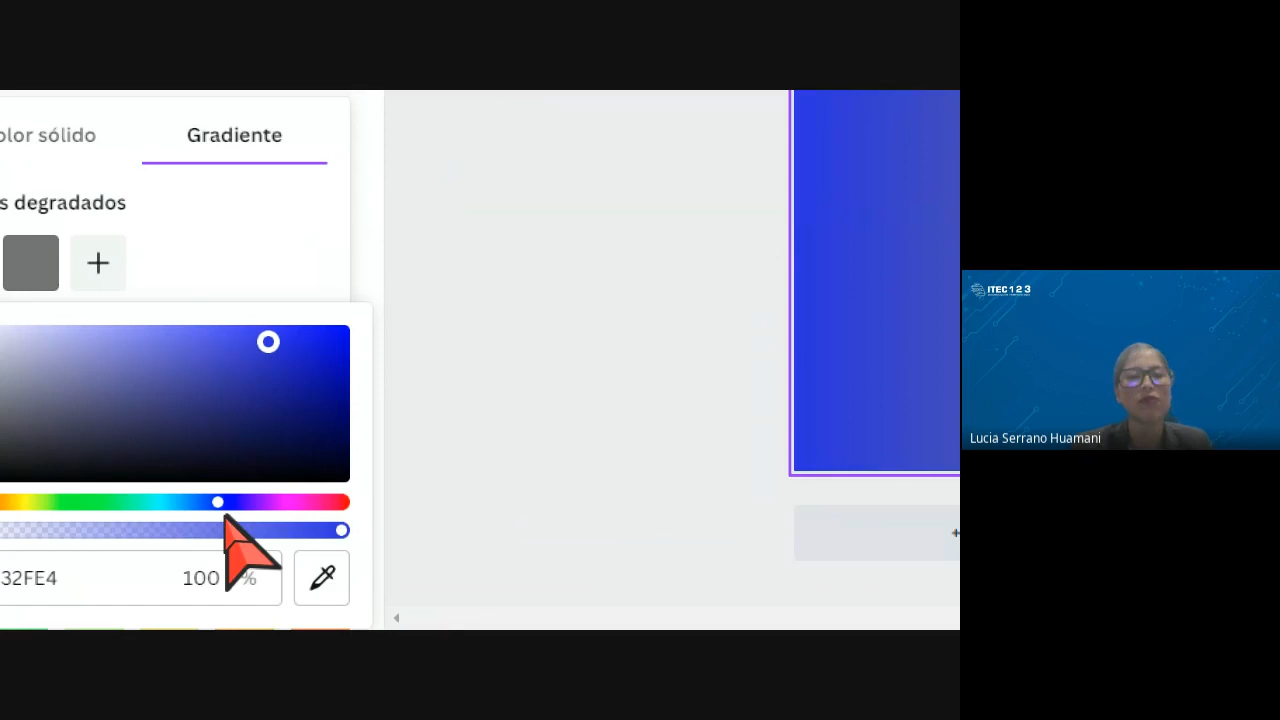 olor sólido
Gradiente
s degradados
+
32FE4
100 %
+
ITEC 1 2 3
Lucia Serrano Huamani